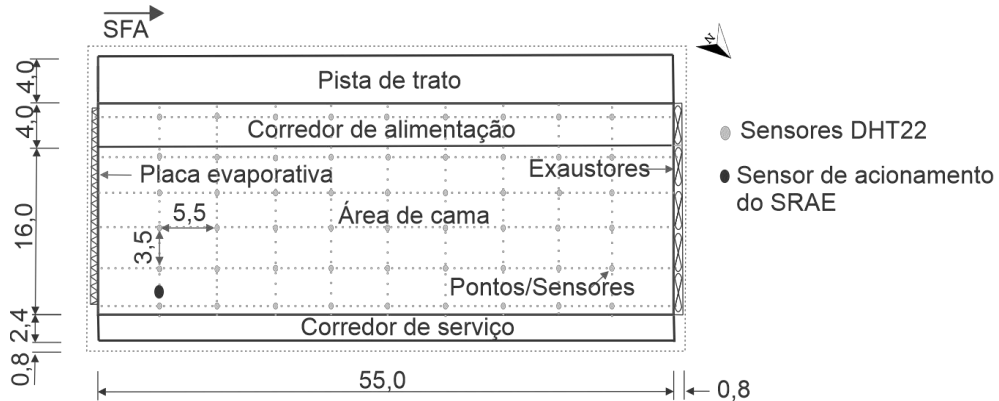 SFA
N
4,0
Pista de trato
4,0
Corredor de alimentação
Sensores DHT22
Placa evaporativa
Exaustores
Sensor de acionamento
do SRAE
5,5
Área de cama
16,0
3,5
Pontos/Sensores
2,4
Corredor de serviço
0,8
55,0
0,8